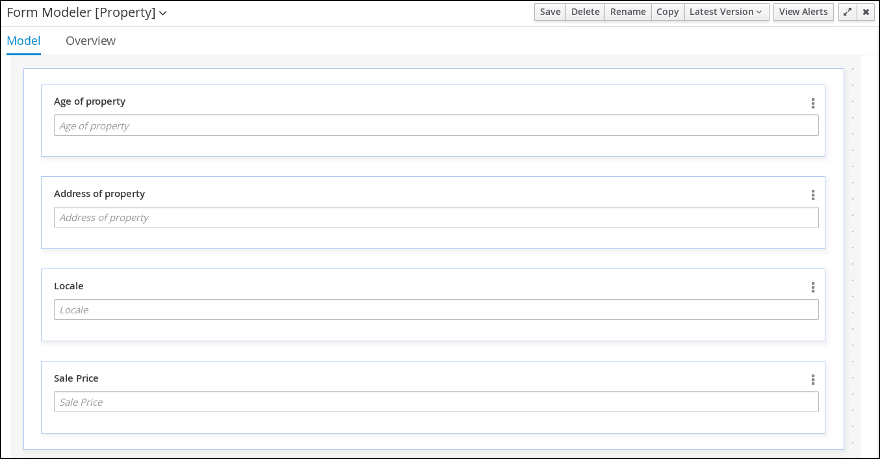 Form Modeler [Property]
Save Delete Rename Copy Latest Version View Alerts
Model Overview
Age of property
Age of property
Address of property
Address of property
Locale
Locale
Sale Price
Sale Price